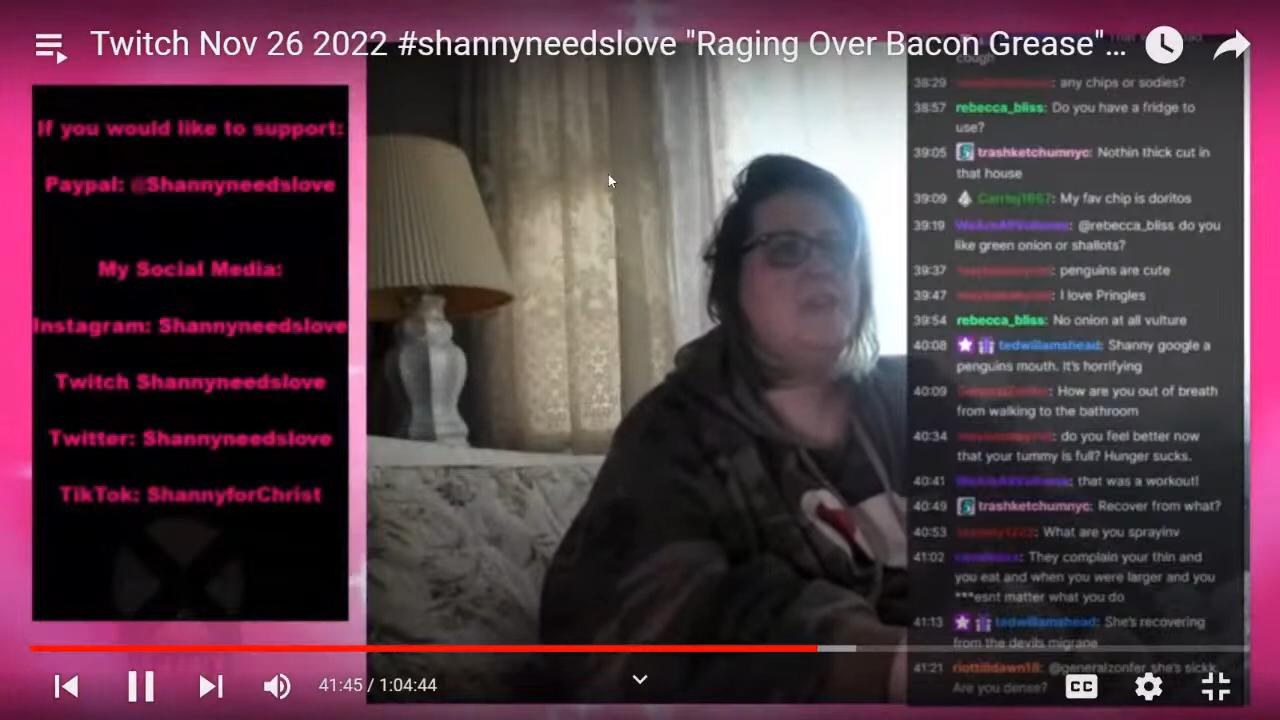 Twitch Nov 26 2022 #shannyneedslove "Raging Over Bacon Grease"...
If you would like to support:
Paypal: @Shannyneedslove
My Social Media:
Instagram: Shannyneedslove
Twitch Shannyneedslove
Twitter: Shannyneedslove
TikTok: ShannyforChrist
cough
38:29 any chips or sodies?
38:57 rebecca_bliss: Do you have a fridge to
use?
39:05 trashketchumnyc: Nothin thick cut in
that house
39:09 Carriej1667: My fav chip is doritos
39:19 @rebecca_bliss do you
like green onion or shallots?
39:37 penguins are cute
39:47 I love Pringles
39:54 rebecca_bliss: No onion at all vulture
40:08 tedwilliamshead: Shanny google a
penguins mouth. It's horrifying
40:09 How are you out of breath
from walking to the bathroom
40:34 do you feel better now
that your tummy is full? Hunger sucks.
40:41 that was a workout!
40:49 trashketchumnyc: Recover from what?
40:53 What are you sprayinv
41:02 They complain your thin and
you eat and when you were larger and you
***esnt matter what you do
41:13 tedwilliamshead: She's recovering
from the devils migrane
41:21 riottilldawn18: @generalzonfer she's sickk
Are you dense?
41:45 / 1:04:44
CC